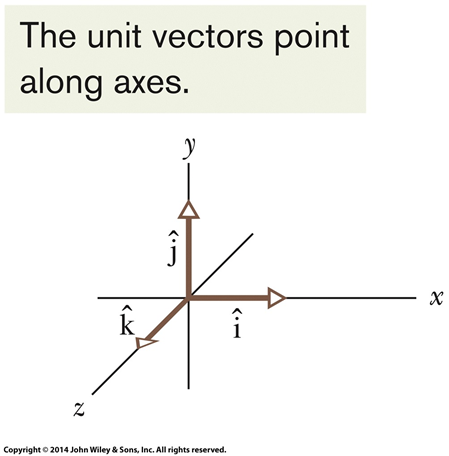 The unit vectors point
along axes.
y
ĵ
x
k̂
î
z
Copyright © 2014 John Wiley & Sons, Inc. All rights reserved.